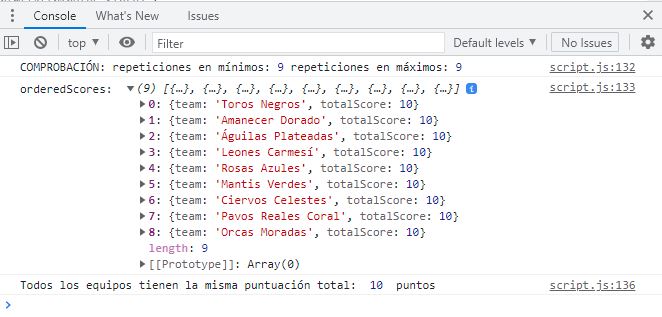 Console What's New Issues
top Filter Default levels No Issues
COMPROBACIÓN: repeticiones en mínimos: 9 repeticiones en máximos: 9 script.js:132
orderedScores: (9) [{…}, {…}, {…}, {…}, {…}, {…}, {…}, {…}, {…}] script.js:133
0: {team: 'Toros Negros', totalScore: 10}
1: {team: 'Amanecer Dorado', totalScore: 10}
2: {team: 'Águilas Plateadas', totalScore: 10}
3: {team: 'Leones Carmesí', totalScore: 10}
4: {team: 'Rosas Azules', totalScore: 10}
5: {team: 'Mantis Verdes', totalScore: 10}
6: {team: 'Ciervos Celestes', totalScore: 10}
7: {team: 'Pavos Reales Coral', totalScore: 10}
8: {team: 'Orcas Moradas', totalScore: 10}
length: 9
[[Prototype]]: Array(0)
Todos los equipos tienen la misma puntuación total: 10 puntos script.js:136